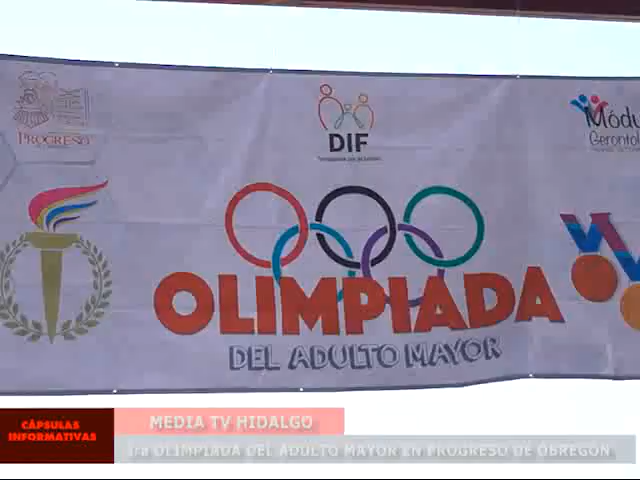 PROGRESO
DIF
Módu
Gerontol
OLIMPIADA
DEL ADULTO MAYOR
CÁPSULAS
INFORMATIVAS
MEDIA TV HIDALGO
1ra OLIMPIADA DEL ADULTO MAYOR EN PROGRESO DE OBREGÓN